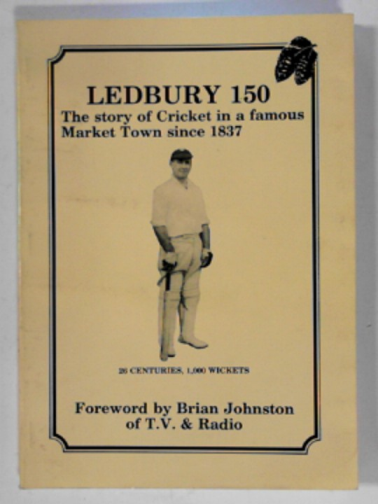 LEDBURY 150
The story of Cricket in a famous
Market Town since 1837
26 CENTURIES, 1,000 WICKETS
Foreword by Brian Johnston
of T.V. & Radio